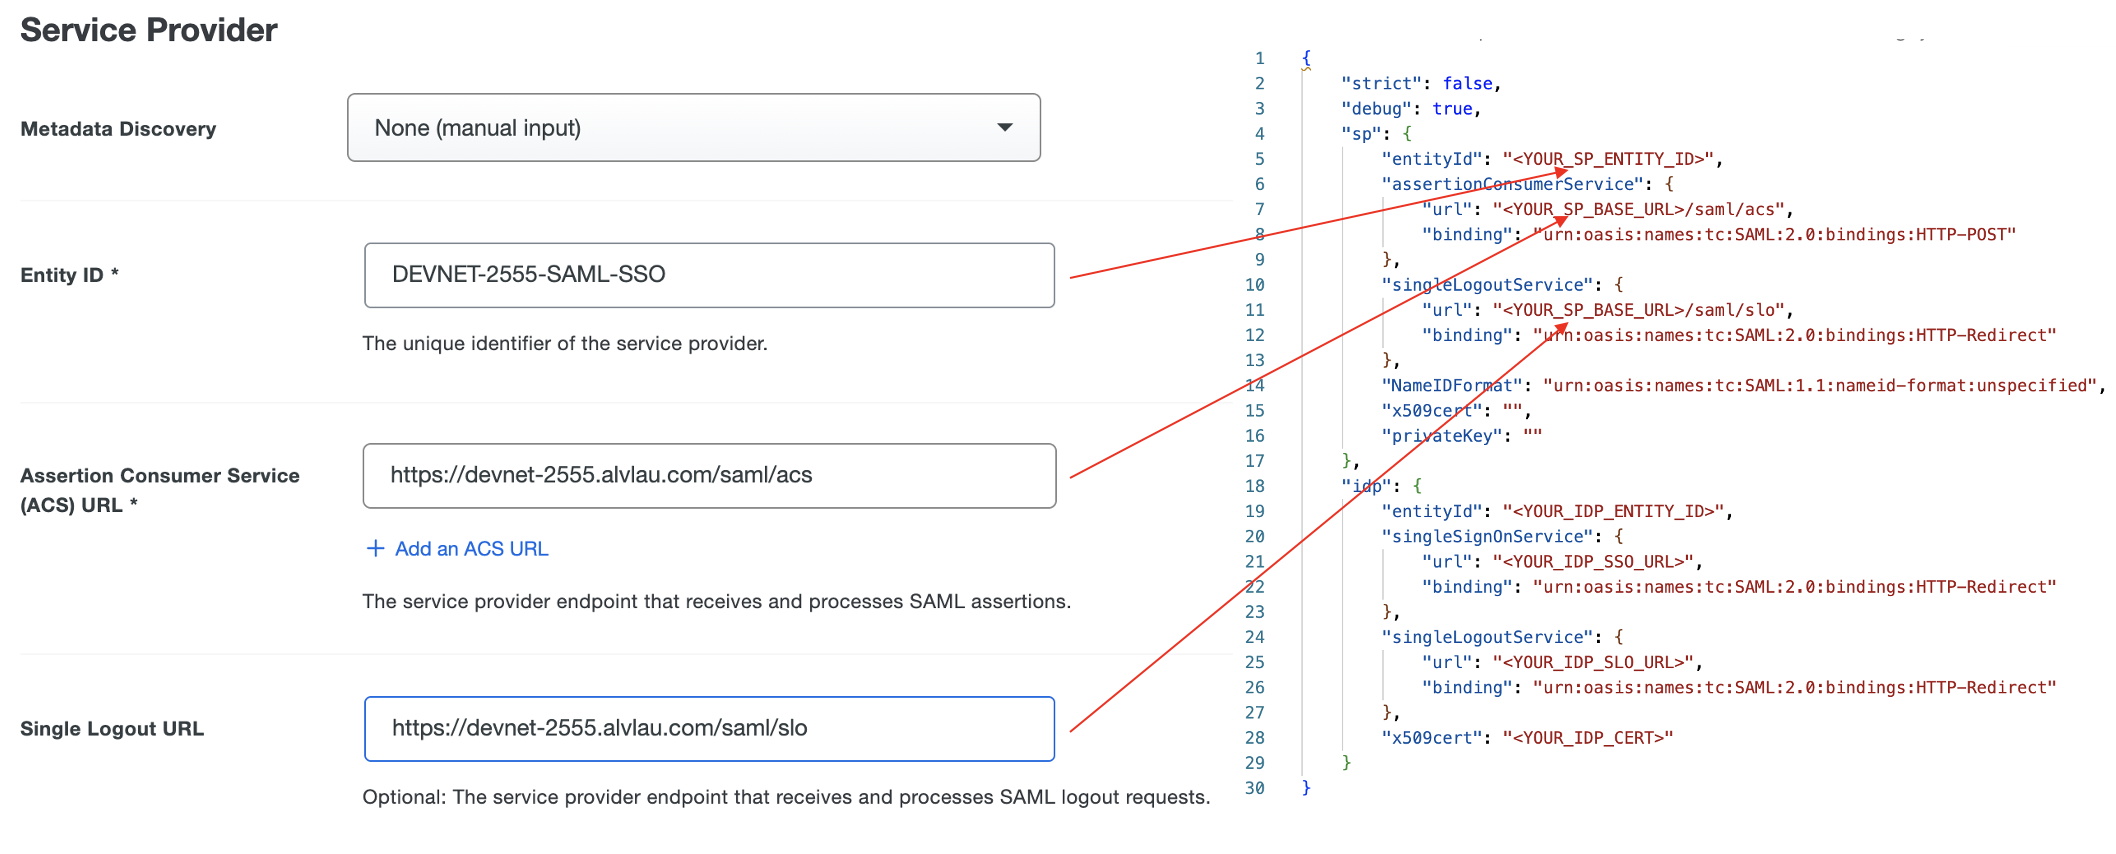 Service Provider
Metadata Discovery
None (manual input)
Entity ID *
DEVNET-2555-SAML-SSO
The unique identifier of the service provider.
Assertion Consumer Service
(ACS) URL *
https://devnet-2555.alvlau.com/saml/acs
+ Add an ACS URL
The service provider endpoint that receives and processes SAML assertions.
Single Logout URL
https://devnet-2555.alvlau.com/saml/slo
Optional: The service provider endpoint that receives and processes SAML logout requests.
1 {
2 "strict": false,
3 "debug": true,
4 "sp": {
5 "entityId": "<YOUR_SP_ENTITY_ID>",
6 "assertionConsumerService": {
7 "url": "<YOUR_SP_BASE_URL>/saml/acs",
8 "binding": "urn:oasis:names:tc:SAML:2.0:bindings:HTTP-POST"
9 },
10 "singleLogoutService": {
11 "url": "<YOUR_SP_BASE_URL>/saml/slo",
12 "binding": "urn:oasis:names:tc:SAML:2.0:bindings:HTTP-Redirect"
13 },
14 "NameIDFormat": "urn:oasis:names:tc:SAML:1.1:nameid-format:unspecified",
15 "x509cert": "",
16 "privateKey": ""
17 },
18 "idp": {
19 "entityId": "<YOUR_IDP_ENTITY_ID>",
20 "singleSignOnService": {
21 "url": "<YOUR_IDP_SSO_URL>",
22 "binding": "urn:oasis:names:tc:SAML:2.0:bindings:HTTP-Redirect"
23 },
24 "singleLogoutService": {
25 "url": "<YOUR_IDP_SLO_URL>",
26 "binding": "urn:oasis:names:tc:SAML:2.0:bindings:HTTP-Redirect"
27 },
28 "x509cert": "<YOUR_IDP_CERT>"
29 }
30 }